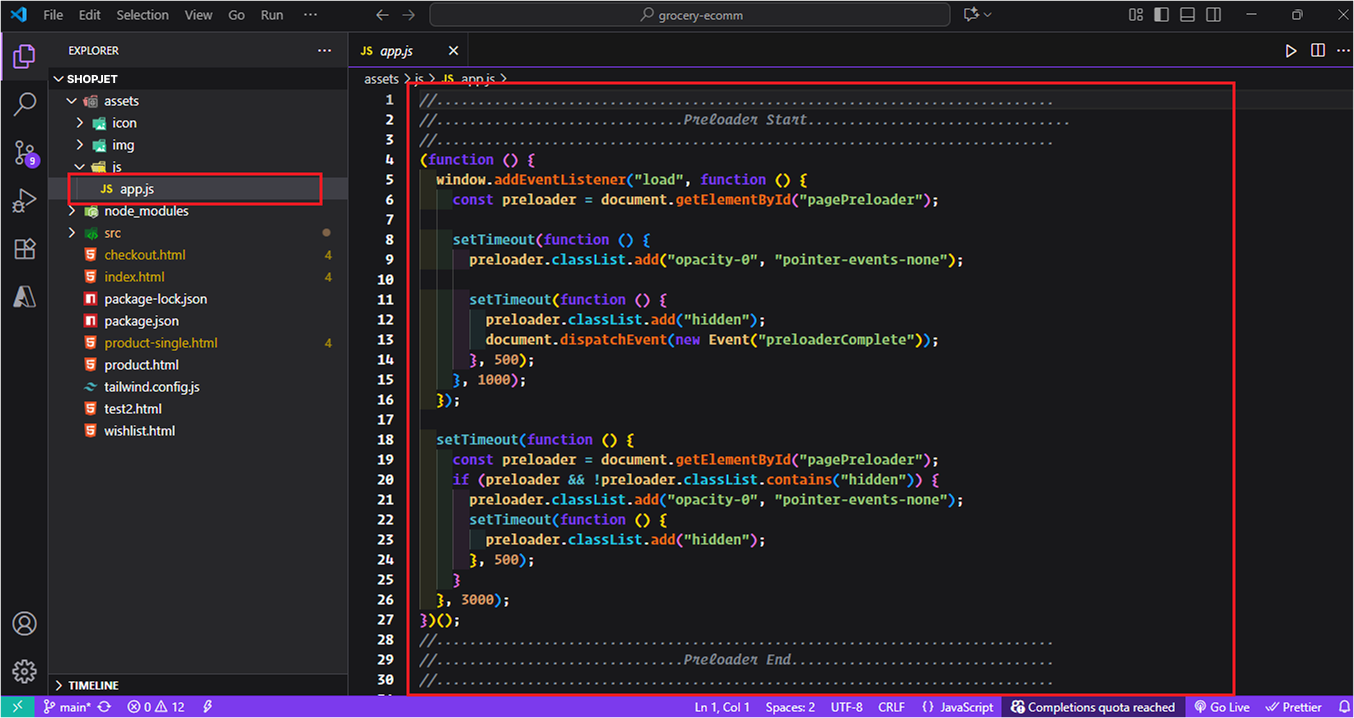 File Edit Selection View Go Run ··· grocery-ecomm
EXPLORER ···
SHOPJET
assets
icon
img
js
JS app.js
node_modules
src
checkout.html 4
index.html 4
package-lock.json
package.json
product-single.html 4
product.html
tailwind.config.js
test2.html
wishlist.html
TIMELINE
9
JS app.js
assets > js > JS app.js >
1 //...........................................................................
2 //..............................Preloader Start................................
3 //...........................................................................
4 (function () {
5 window.addEventListener("load", function () {
6 const preloader = document.getElementById("pagePreloader");
7
8 setTimeout(function () {
9 preloader.classList.add("opacity-0", "pointer-events-none");
10
11 setTimeout(function () {
12 preloader.classList.add("hidden");
13 document.dispatchEvent(new Event("preloaderComplete"));
14 }, 500);
15 }, 1000);
16 });
17
18 setTimeout(function () {
19 const preloader = document.getElementById("pagePreloader");
20 if (preloader && !preloader.classList.contains("hidden")) {
21 preloader.classList.add("opacity-0", "pointer-events-none");
22 setTimeout(function () {
23 preloader.classList.add("hidden");
24 }, 500);
25 }
26 }, 3000);
27 })();
28 //...........................................................................
29 //..............................Preloader End................................
30 //...........................................................................
main* 0 12 Ln 1, Col 1 Spaces: 2 UTF-8 CRLF {} JavaScript Completions quota reached Go Live Prettier